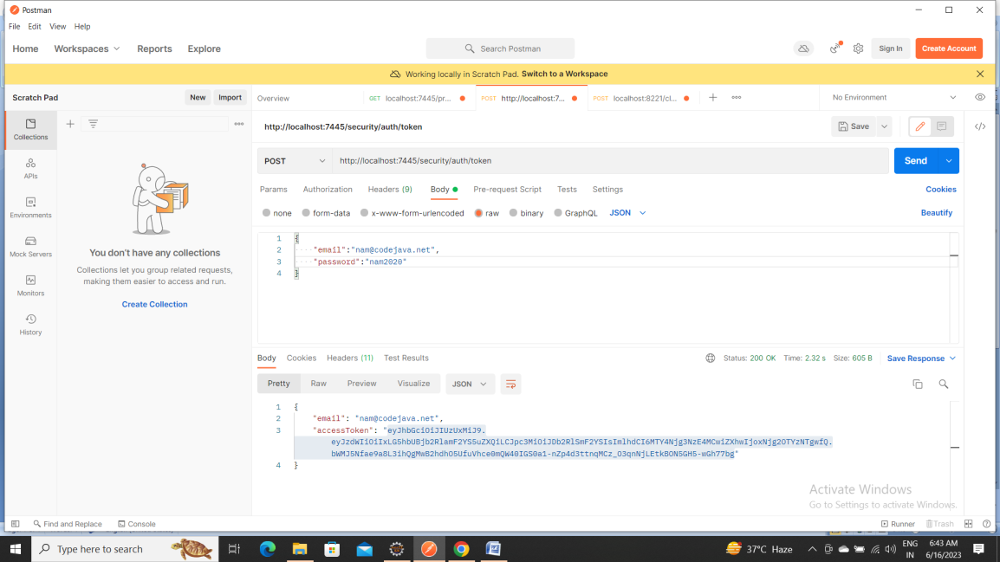 Postman
File Edit View Help
Home Workspaces Reports Explore Search Postman Sign In Create Account
Working locally in Scratch Pad. Switch to a Workspace
Scratch Pad New Import Overview GET localhost:7445/pr... POST http://localhost:7... POST localhost:8221/cl... No Environment
Collections
APIs
Environments
Mock Servers
Monitors
History
You don't have any collections
Collections let you group related requests,
making them easier to access and run.
Create Collection
http://localhost:7445/security/auth/token Save
POST http://localhost:7445/security/auth/token Send
Params Authorization Headers (9) Body Pre-request Script Tests Settings Cookies
none form-data x-www-form-urlencoded raw binary GraphQL JSON Beautify
1 {
2 "email":"nam@codejava.net",
3 "password":"nam2020"
4 }
Body Cookies Headers (11) Test Results Status: 200 OK Time: 2.32 s Size: 605 B Save Response
Pretty Raw Preview Visualize JSON
1 {
2 "email": "nam@codejava.net",
3 "accessToken": "eyJhbGciOiJIUzUxMiJ9.
eyJzdWIiOiIxLG5hbUBjb2RlamF2YS5uZXQiLCJpc3MiOiJDb2RlSmF2YSIsImlhdCI6MTY4Njg3NzE4MCwiZXhwIjoxNjg2OTYzNTgwfQ.
bWMJ5Nfae9a8L3ihQgMwB2hdhO5UfuVhce0mQW40IGS0a1-nZp4d3ttnqMCz_O3qnNjLEtkBON5GH5-wGh77bg"
4 }
Activate Windows
Go to Settings to activate Windows.
Find and Replace Console Runner Trash
Type here to search 37°C Haze ENG IN 6:43 AM 6/16/2023